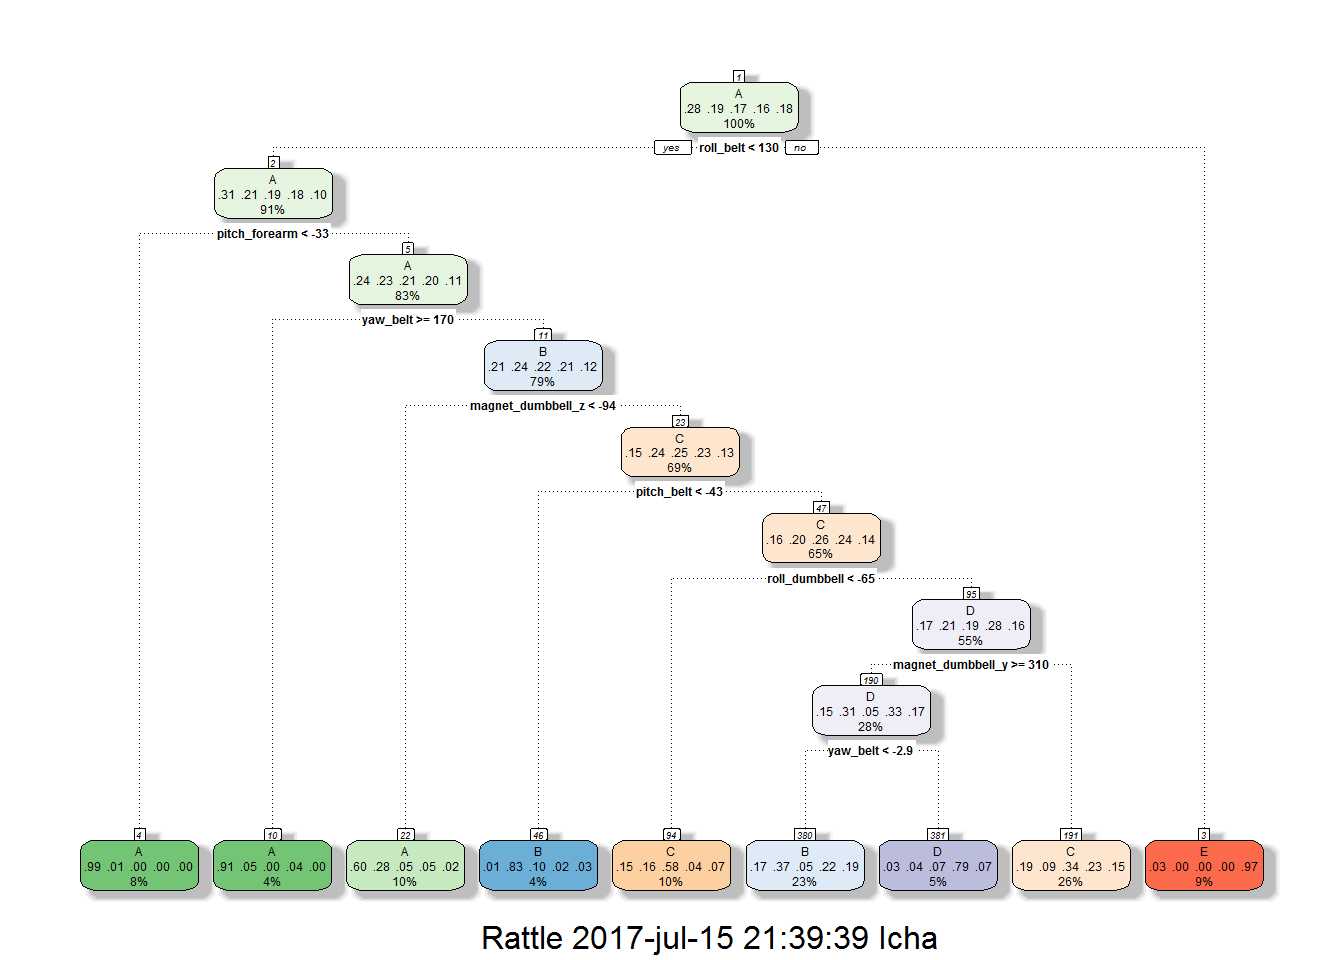 1
A
.28 .19 .17 .16 .18
100%
yes roll_belt < 130 no
2
A
.31 .21 .19 .18 .10
91%
pitch_forearm < -33
5
A
.24 .23 .21 .20 .11
83%
yaw_belt >= 170
11
B
.21 .24 .22 .21 .12
79%
magnet_dumbbell_z < -94
23
C
.15 .24 .25 .23 .13
69%
pitch_belt < -43
47
C
.16 .20 .26 .24 .14
65%
roll_dumbbell < -65
95
D
.17 .21 .19 .28 .16
55%
magnet_dumbbell_y >= 310
190
D
.15 .31 .05 .33 .17
28%
yaw_belt < -2.9
4
A
.99 .01 .00 .00 .00
8%
10
A
.91 .05 .00 .04 .00
4%
22
A
.60 .28 .05 .05 .02
10%
46
B
.01 .83 .10 .02 .03
4%
94
C
.15 .16 .58 .04 .07
10%
380
B
.17 .37 .05 .22 .19
23%
381
D
.03 .04 .07 .79 .07
5%
191
C
.19 .09 .34 .23 .15
26%
3
E
.03 .00 .00 .00 .97
9%
Rattle 2017-jul-15 21:39:39 Icha